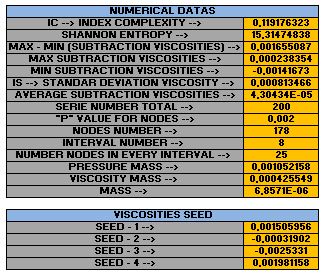 NUMERICAL DATAS
IC --> INDEX COMPLEXITY --> 0,119176323
SHANNON ENTROPY --> 15,31474838
MAX - MIN (SUBTRACTION VISCOSITIES) --> 0,001655087
MAX SUBTRACTION VISCOSITIES --> 0,000238354
MIN SUBTRACTION VISCOSITIES --> -0,00141673
IS --> STANDAR DEVIATION VISCOSITY --> 0,000813466
AVERAGE SUBTRACTION VISCOSITIES --> 4,30434E-05
SERIE NUMBER TOTAL --> 200
"P" VALUE FOR NODES --> 0,002
NODES NUMBER --> 178
INTERVAL NUMBER --> 8
NUMBER NODES IN EVERY INTERVAL --> 25
PRESSURE MASS --> 0,001052158
VISCOSITY MASS --> 0,000425549
MASS --> 6,8571E-06
VISCOSITIES SEED
SEED - 1 --> 0,001505956
SEED - 2 --> -0,00031902
SEED - 3 --> -0,0025331
SEED - 4 --> 0,001981158